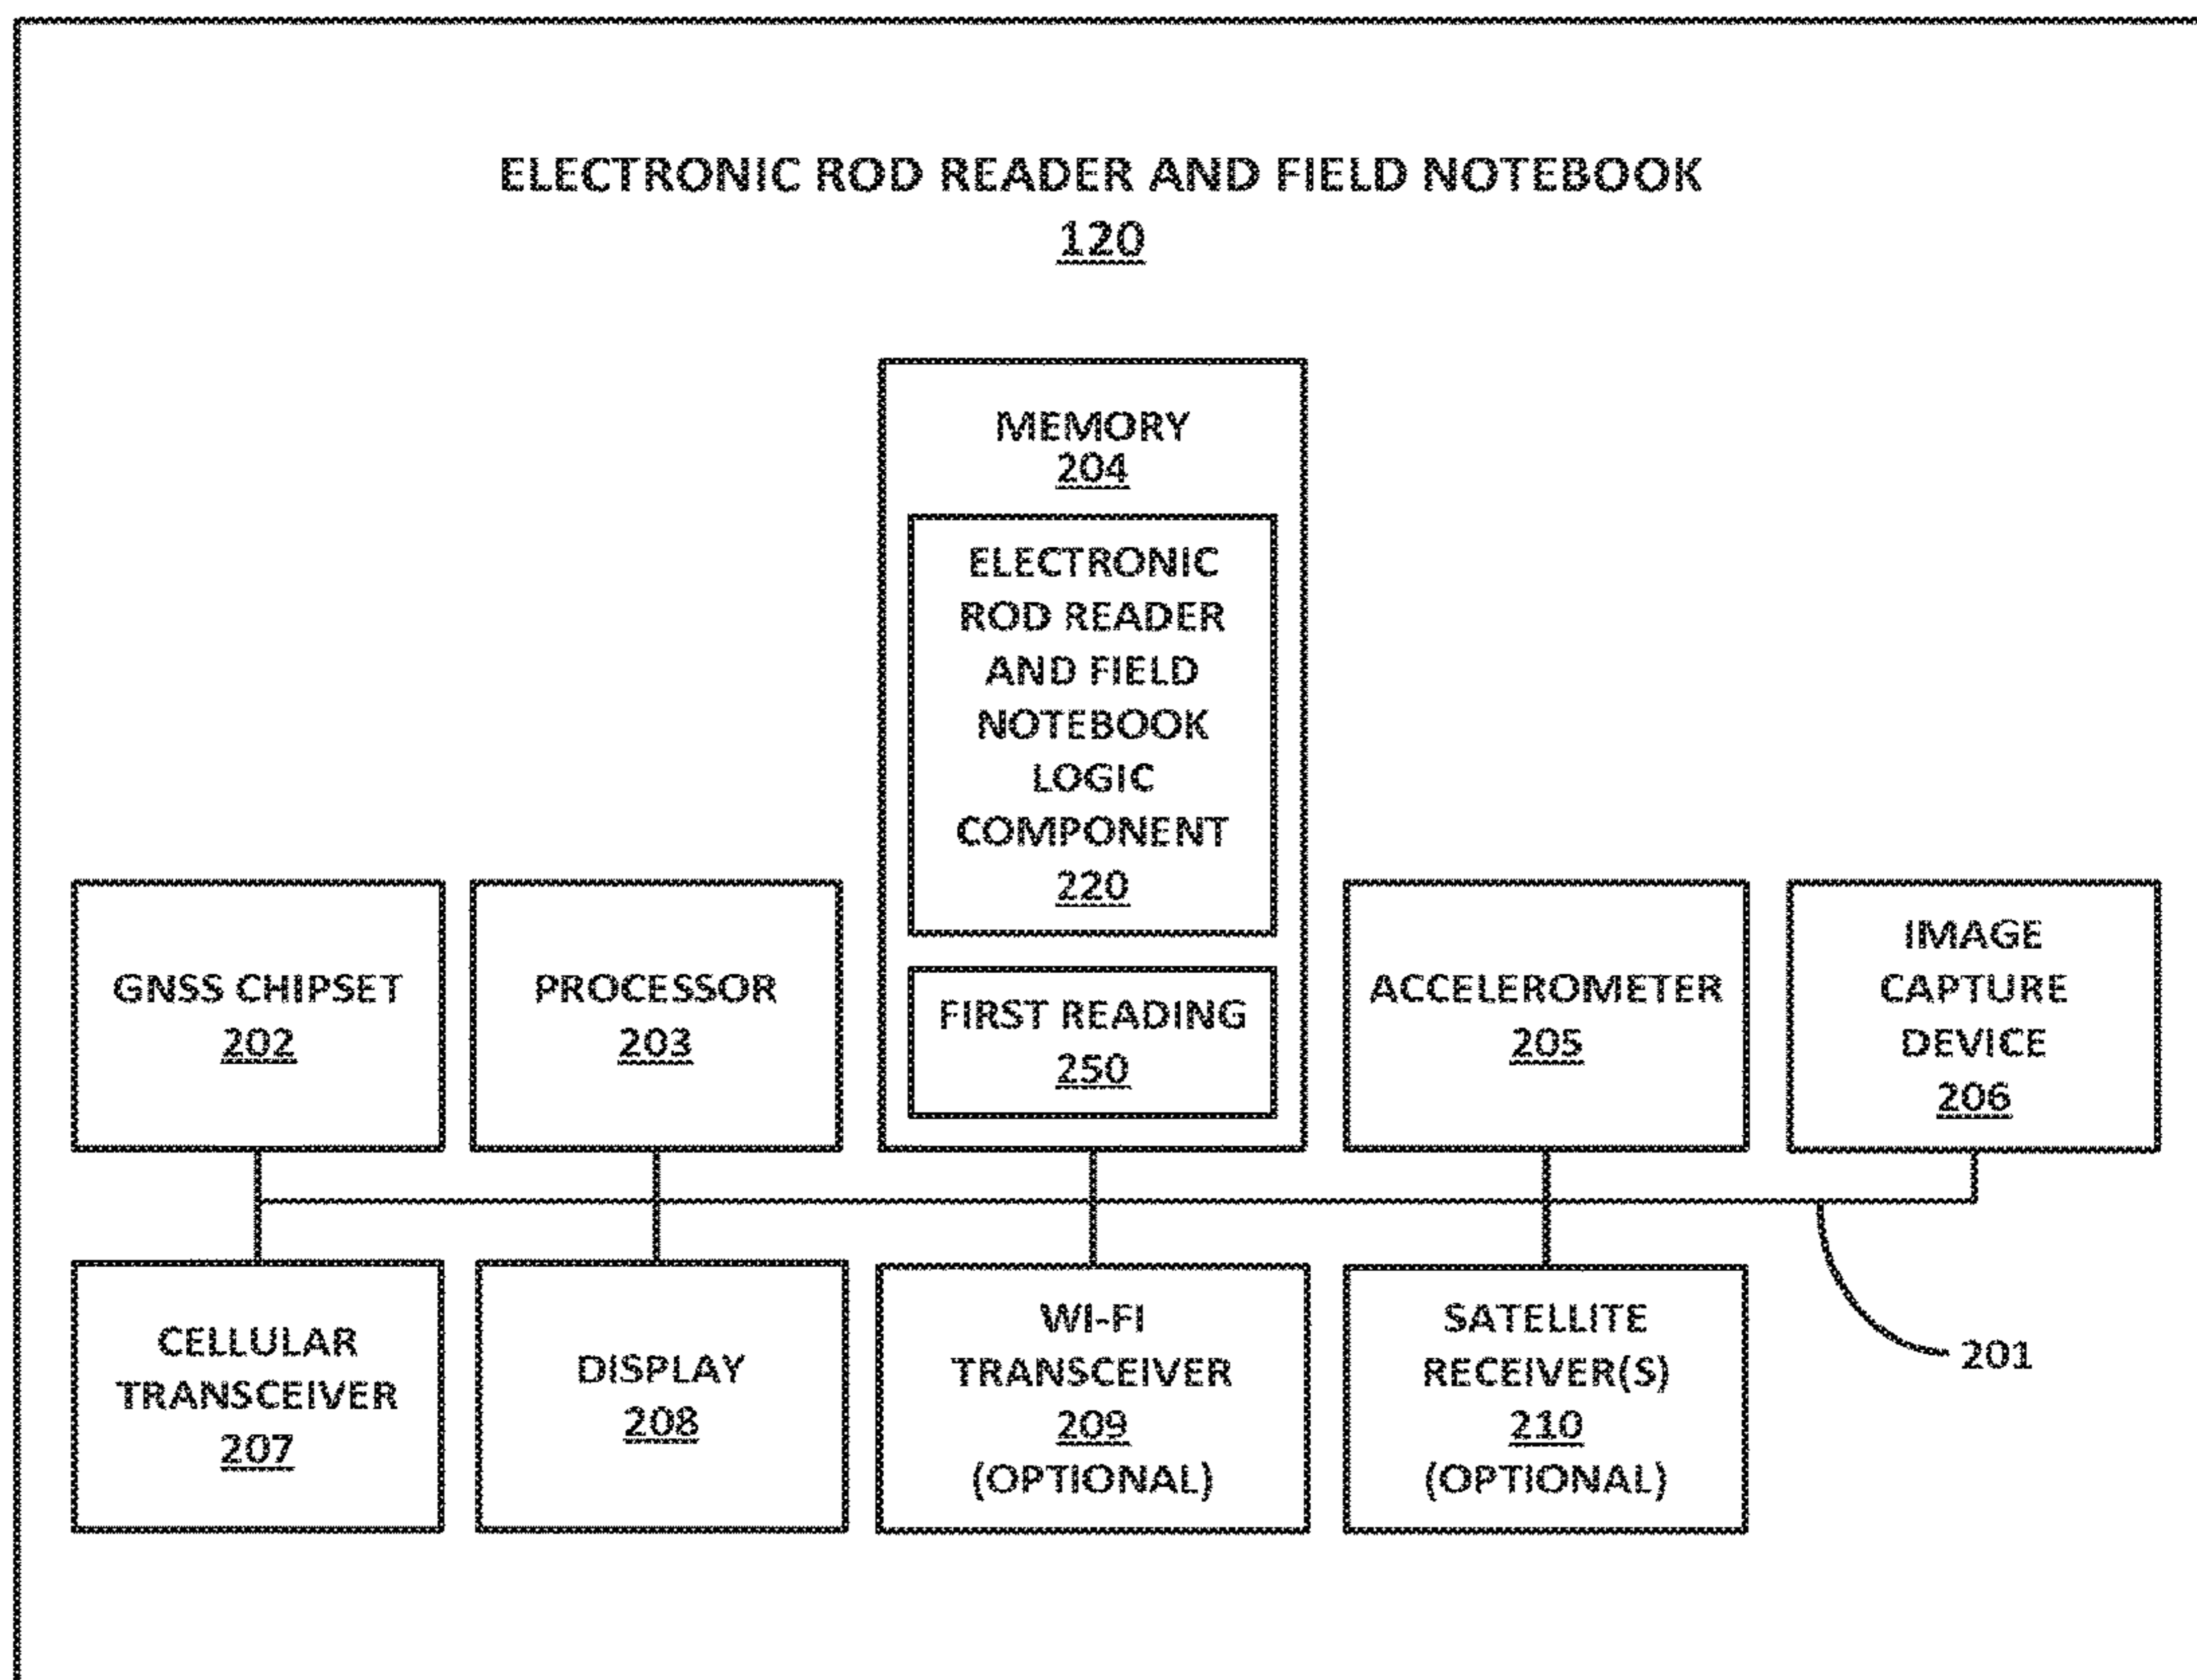 ELECTRONIC ROD READER AND FIELD NOTEBOOK
120
MEMORY
204
ELECTRONIC
ROD READER
AND FIELD
NOTEBOOK
LOGIC
COMPONENT
220
FIRST READING
250
GNSS CHIPSET
202
PROCESSOR
203
ACCELEROMETER
205
IMAGE
CAPTURE
DEVICE
206
CELLULAR
TRANSCEIVER
207
DISPLAY
208
WI-FI
TRANSCEIVER
209
(OPTIONAL)
SATELLITE
RECEIVER(S)
210
(OPTIONAL)
201